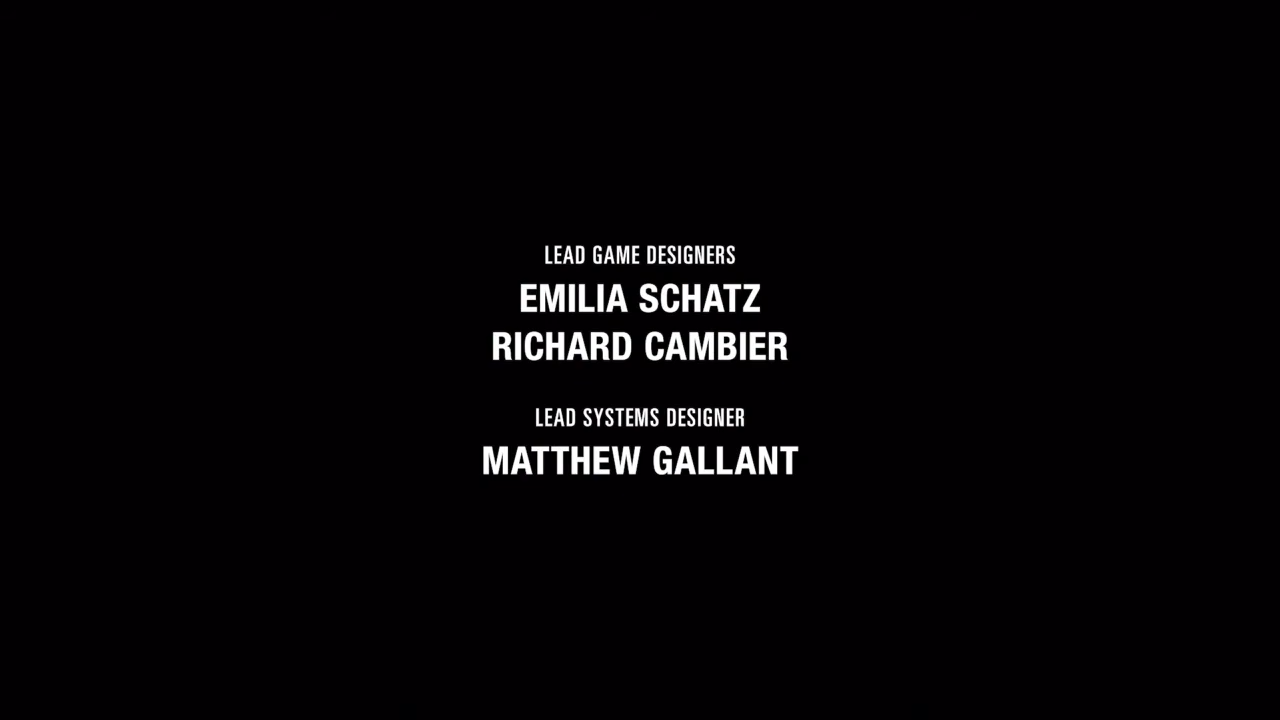 LEAD GAME DESIGNERS
EMILIA SCHATZ
RICHARD CAMBIER
LEAD SYSTEMS DESIGNER
MATTHEW GALLANT